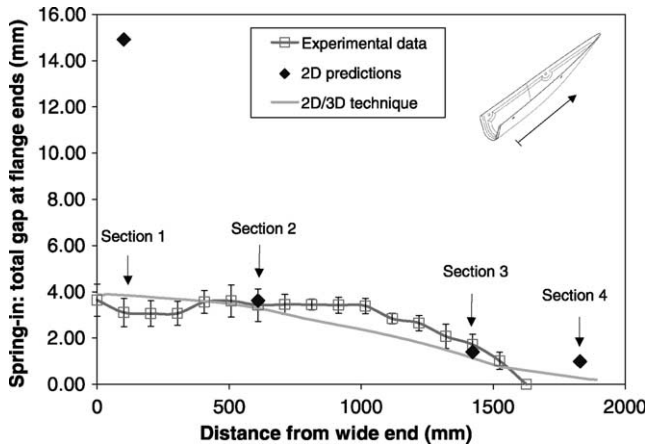 16.00
14.00
12.00
10.00
8.00
6.00
4.00
2.00
0.00
Spring-in: total gap at flange ends (mm)
Experimental data
2D predictions
2D/3D technique
Section 1
Section 2
Section 3
Section 4
0
500
1000
1500
2000
Distance from wide end (mm)